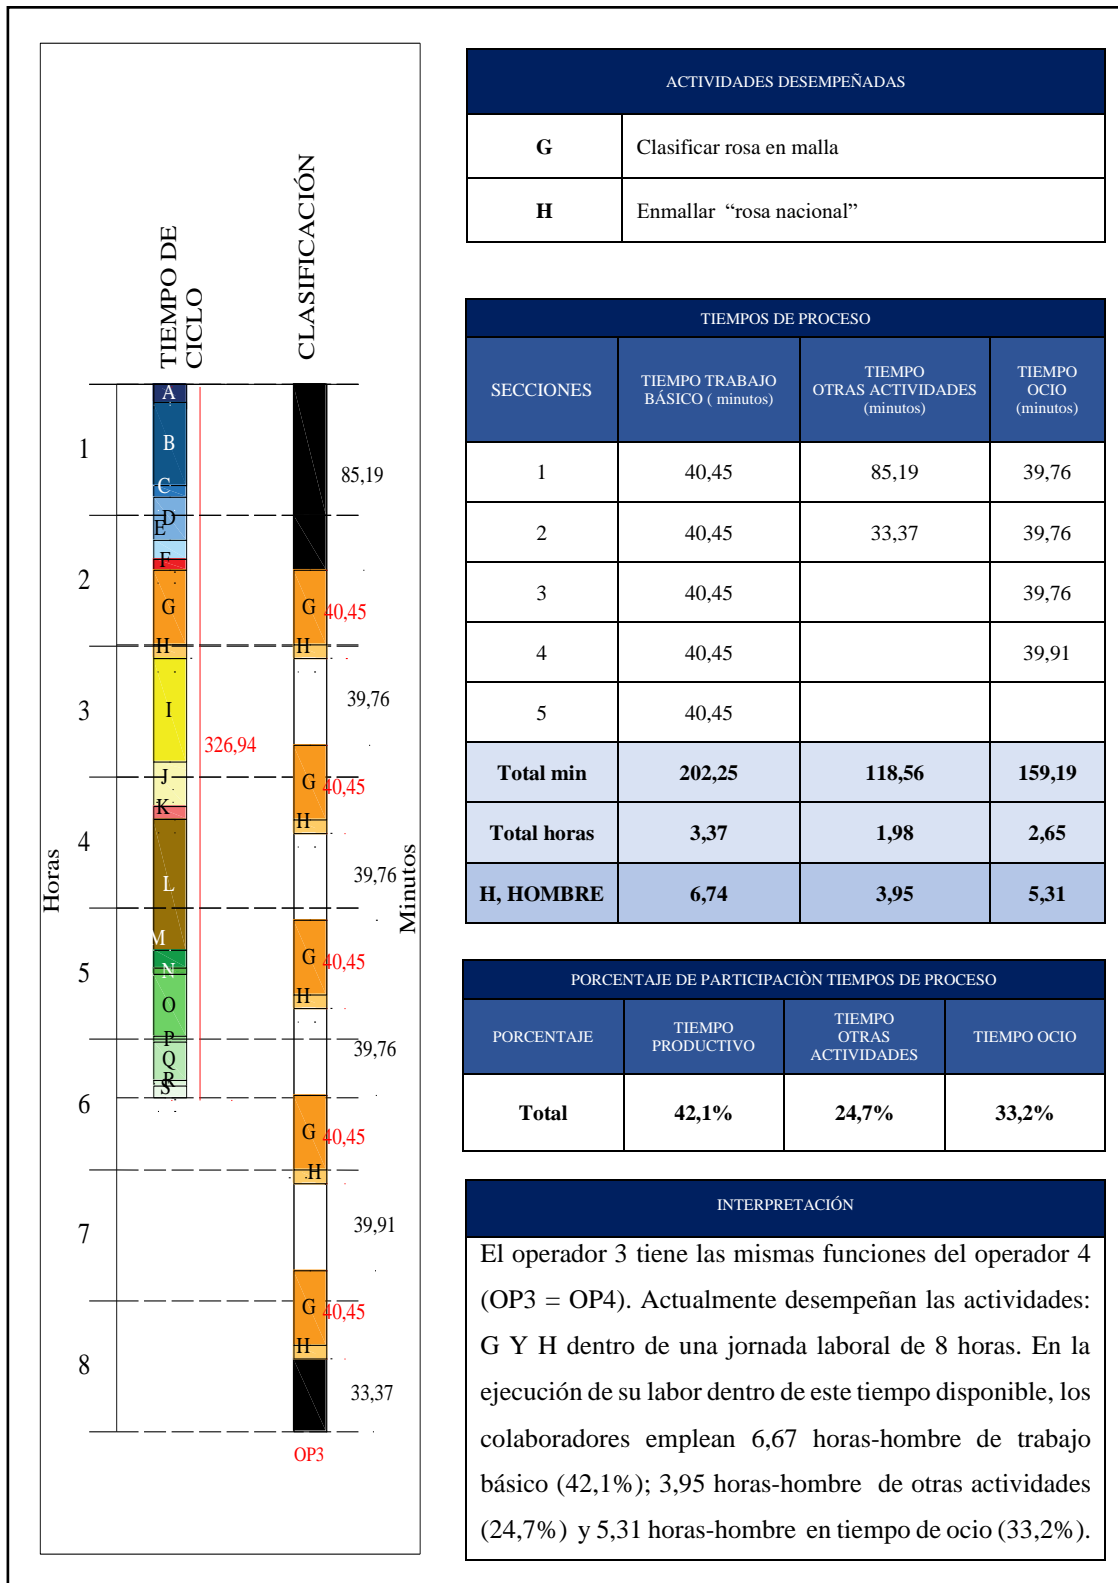 TIEMPO DE
CICLO
CLASIFICACIÓN
Horas
Minutos
1
2
3
4
5
6
7
8
A
B
C
D
E
F
G
H
I
J
K
L
M
N
O
P
Q
R
S
326,94
85,19
G
40,45
H
39,76
G
40,45
H
39,76
G
40,45
H
39,76
G
40,45
H
39,91
G
40,45
H
33,37
OP3
ACTIVIDADES DESEMPEÑADAS
G Clasificar rosa en malla
H Enmallar “rosa nacional”
TIEMPOS DE PROCESO
SECCIONES
TIEMPO TRABAJO
BÁSICO ( minutos)
TIEMPO
OTRAS ACTIVIDADES
(minutos)
TIEMPO
OCIO
(minutos)
1 40,45 85,19 39,76
2 40,45 33,37 39,76
3 40,45 39,76
4 40,45 39,91
5 40,45
Total min 202,25 118,56 159,19
Total horas 3,37 1,98 2,65
H, HOMBRE 6,74 3,95 5,31
PORCENTAJE DE PARTICIPACIÒN TIEMPOS DE PROCESO
PORCENTAJE
TIEMPO
PRODUCTIVO
TIEMPO
OTRAS
ACTIVIDADES
TIEMPO OCIO
Total 42,1% 24,7% 33,2%
INTERPRETACIÓN
El operador 3 tiene las mismas funciones del operador 4
(OP3 = OP4). Actualmente desempeñan las actividades:
G Y H dentro de una jornada laboral de 8 horas. En la
ejecución de su labor dentro de este tiempo disponible, los
colaboradores emplean 6,67 horas-hombre de trabajo
básico (42,1%); 3,95 horas-hombre de otras actividades
(24,7%) y 5,31 horas-hombre en tiempo de ocio (33,2%).